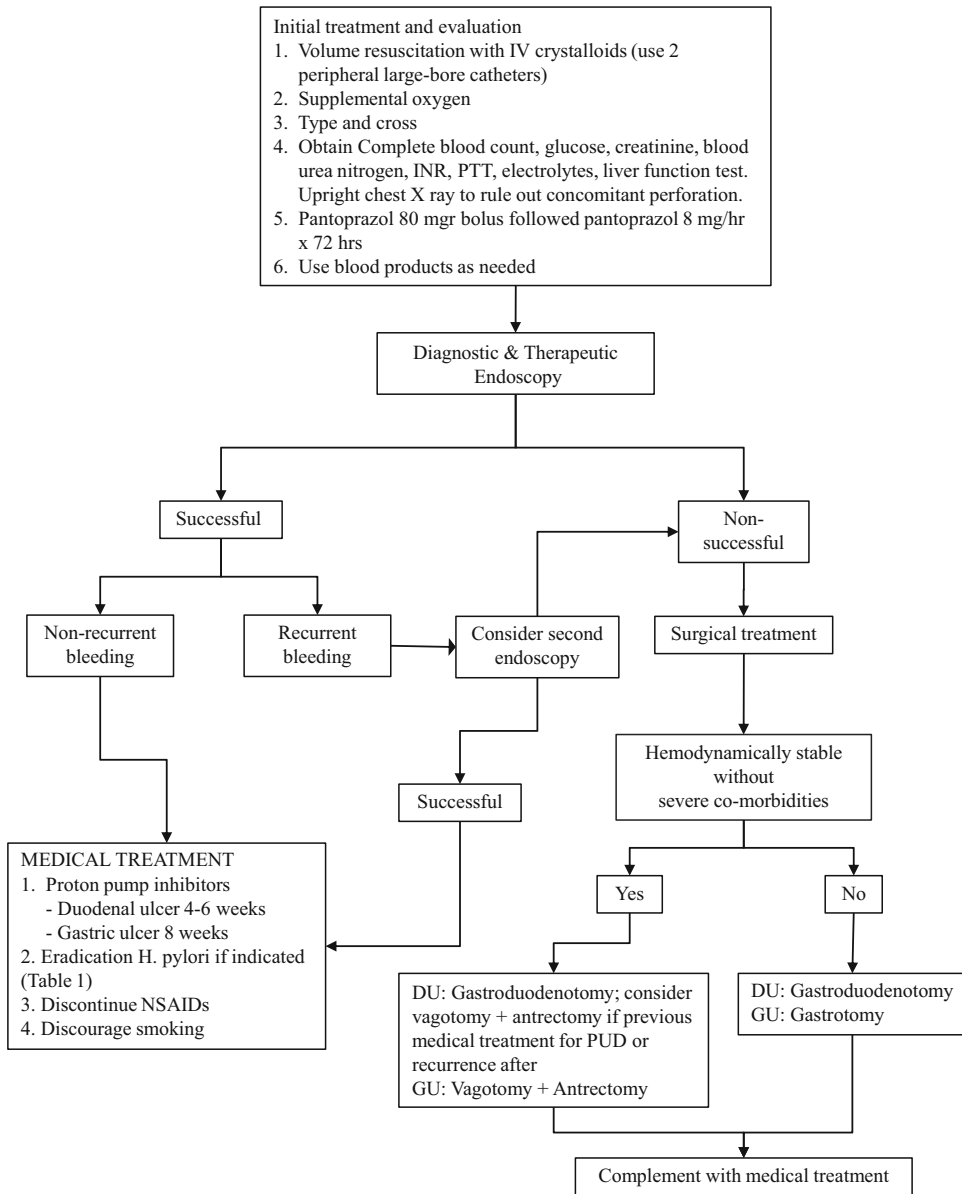 Initial treatment and evaluation
1. Volume resuscitation with IV crystalloids (use 2
peripheral large-bore catheters)
2. Supplemental oxygen
3. Type and cross
4. Obtain Complete blood count, glucose, creatinine, blood
urea nitrogen, INR, PTT, electrolytes, liver function test.
Upright chest X ray to rule out concomitant perforation.
5. Pantoprazol 80 mgr bolus followed pantoprazol 8 mg/hr
x 72 hrs
6. Use blood products as needed
Diagnostic & Therapeutic
Endoscopy
Successful
Non-
successful
Non-recurrent
bleeding
Recurrent
bleeding
Consider second
endoscopy
Surgical treatment
Successful
Hemodynamically stable
without
severe co-morbidities
MEDICAL TREATMENT
1. Proton pump inhibitors
- Duodenal ulcer 4-6 weeks
- Gastric ulcer 8 weeks
2. Eradication H. pylori if indicated
(Table 1)
3. Discontinue NSAIDs
4. Discourage smoking
Yes
No
DU: Gastroduodenotomy; consider
vagotomy + antrectomy if previous
medical treatment for PUD or
recurrence after
GU: Vagotomy + Antrectomy
DU: Gastroduodenotomy
GU: Gastrotomy
Complement with medical treatment